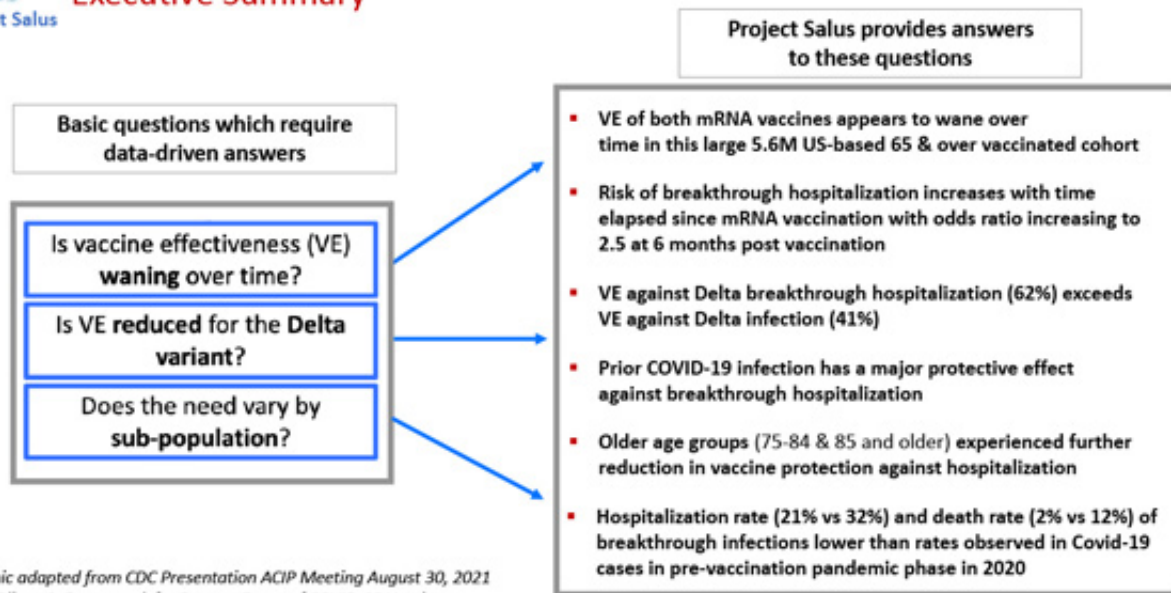 Executive Summary
t Salus
Project Salus provides answers
to these questions
Basic questions which require
data-driven answers
Is vaccine effectiveness (VE)
waning over time?
Is VE reduced for the Delta
variant?
Does the need vary by
sub-population?
▪ VE of both mRNA vaccines appears to wane over
time in this large 5.6M US-based 65 & over vaccinated cohort
▪ Risk of breakthrough hospitalization increases with time
elapsed since mRNA vaccination with odds ratio increasing to
2.5 at 6 months post vaccination
▪ VE against Delta breakthrough hospitalization (62%) exceeds
VE against Delta infection (41%)
▪ Prior COVID-19 infection has a major protective effect
against breakthrough hospitalization
▪ Older age groups (75-84 & 85 and older) experienced further
reduction in vaccine protection against hospitalization
▪ Hospitalization rate (21% vs 32%) and death rate (2% vs 12%) of
breakthrough infections lower than rates observed in Covid-19
cases in pre-vaccination pandemic phase in 2020
ic adapted from CDC Presentation ACIP Meeting August 30, 2021